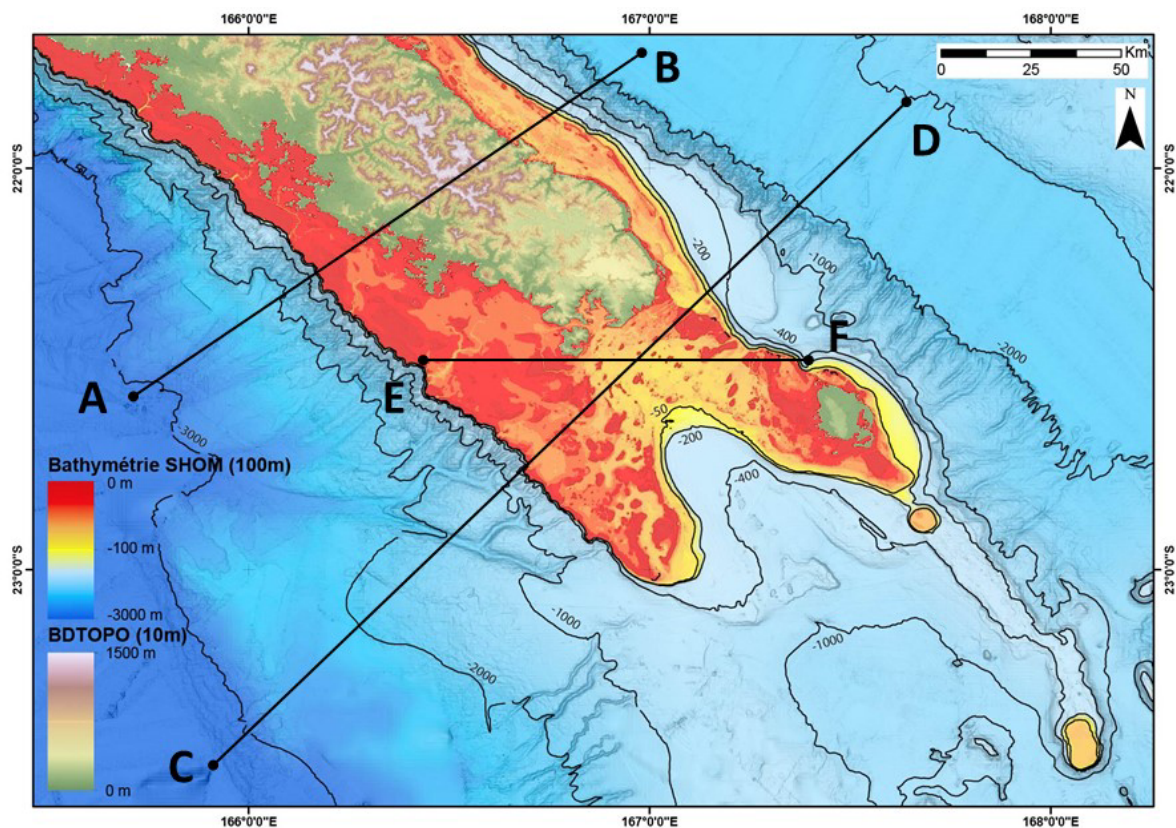 166°0'0"E 167°0'0"E 168°0'0"E
Km
0 25 50
N
B
D
22°0'0"S 22°0'0"S
-200
-1000
-400
F
-2000
A
E
-3000
-50
-200
-400
Bathymétrie SHOM (100m)
0 m
-100 m
-3000 m
BDTOPO (10m)
1500 m
0 m
23°0'0"S 23°0'0"S
-1000
-1000
-2000
C
166°0'0"E 167°0'0"E 168°0'0"E